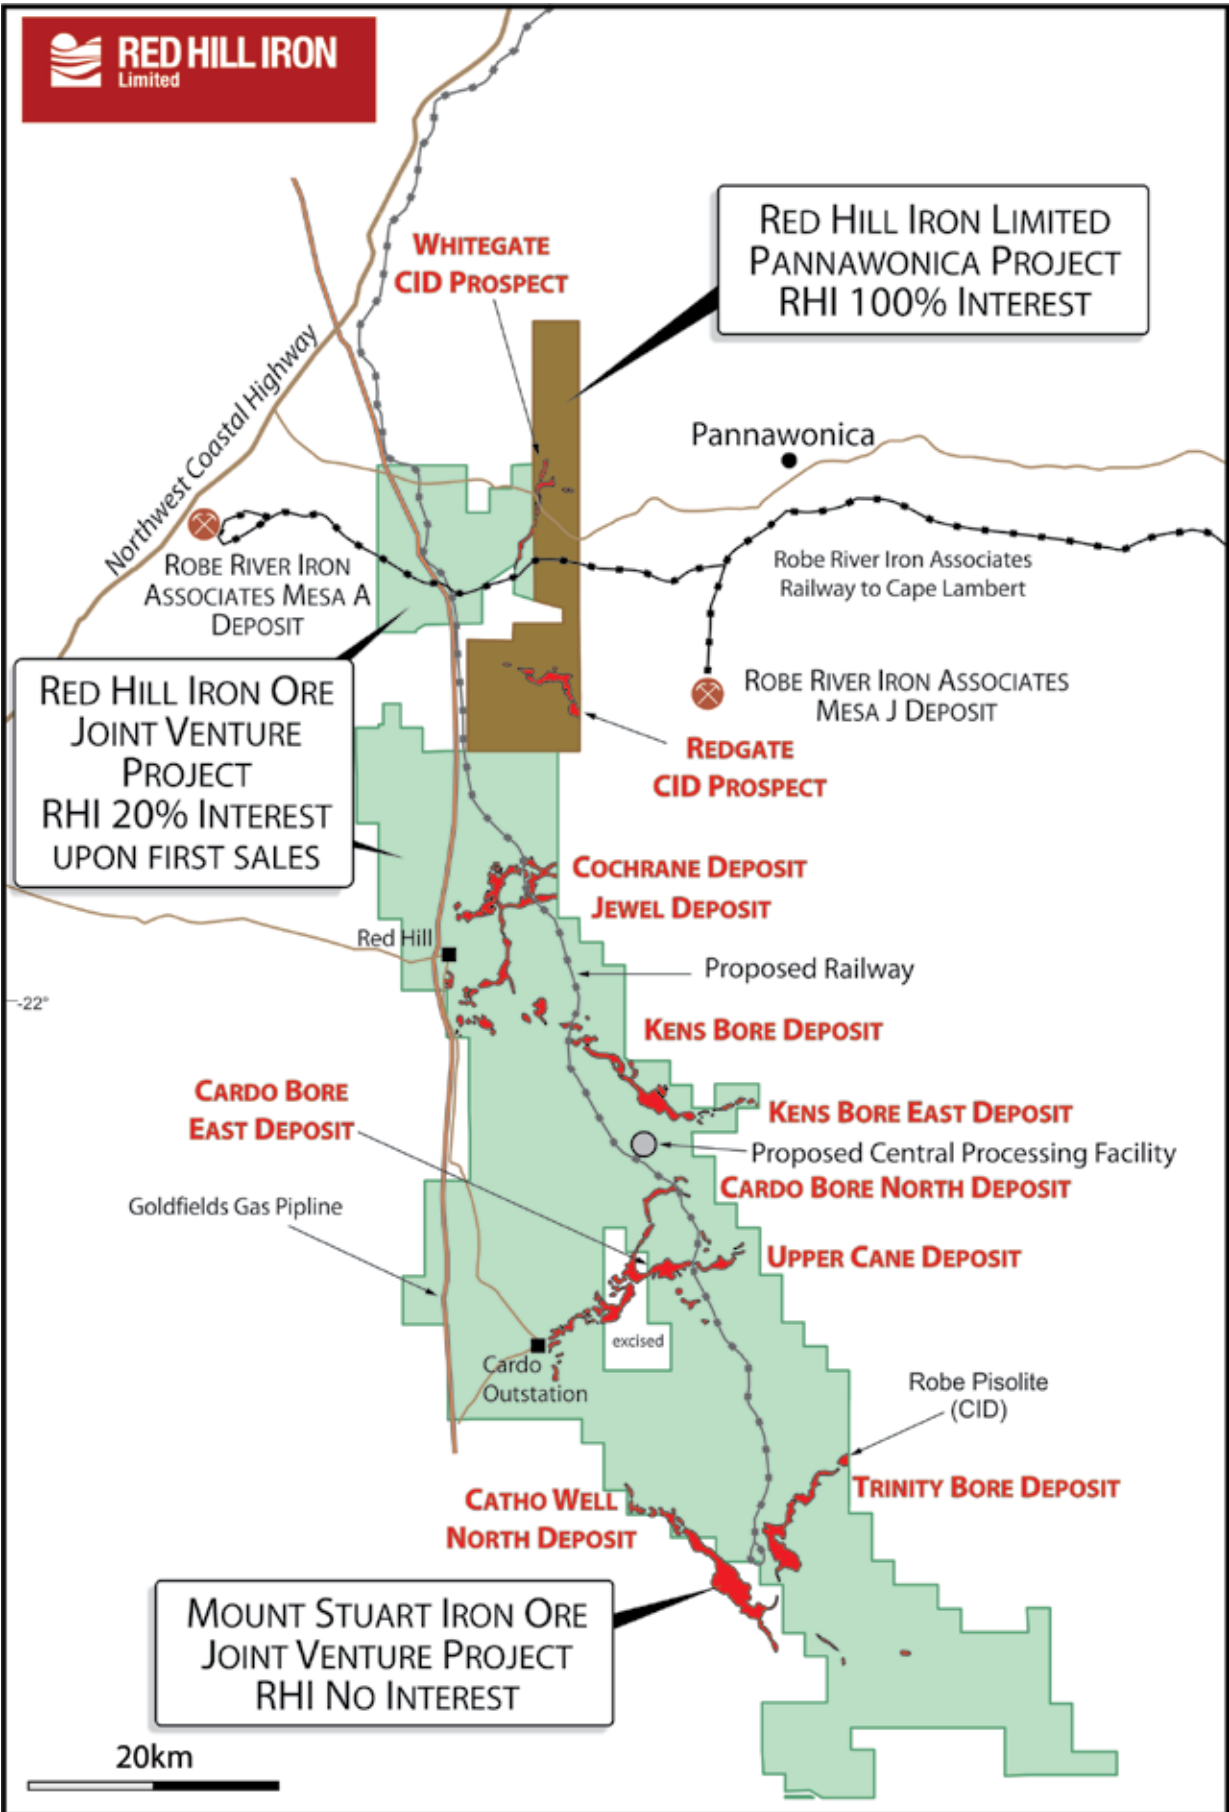 RED HILL IRON
Limited
RED HILL IRON LIMITED
PANNAWONICA PROJECT
RHI 100% INTEREST
WHITEGATE
CID PROSPECT
Northwest Coastal Highway
Pannawonica
ROBE RIVER IRON
ASSOCIATES MESA A
DEPOSIT
Robe River Iron Associates
Railway to Cape Lambert
RED HILL IRON ORE
JOINT VENTURE
PROJECT
RHI 20% INTEREST
UPON FIRST SALES
ROBE RIVER IRON ASSOCIATES
MESA J DEPOSIT
REDGATE
CID PROSPECT
COCHRANE DEPOSIT
JEWEL DEPOSIT
Red Hill
Proposed Railway
-22°
KENS BORE DEPOSIT
CARDO BORE
EAST DEPOSIT
KENS BORE EAST DEPOSIT
Proposed Central Processing Facility
CARDO BORE NORTH DEPOSIT
Goldfields Gas Pipline
UPPER CANE DEPOSIT
excised
Cardo
Outstation
Robe Pisolite
(CID)
TRINITY BORE DEPOSIT
CATHO WELL
NORTH DEPOSIT
MOUNT STUART IRON ORE
JOINT VENTURE PROJECT
RHI NO INTEREST
20km